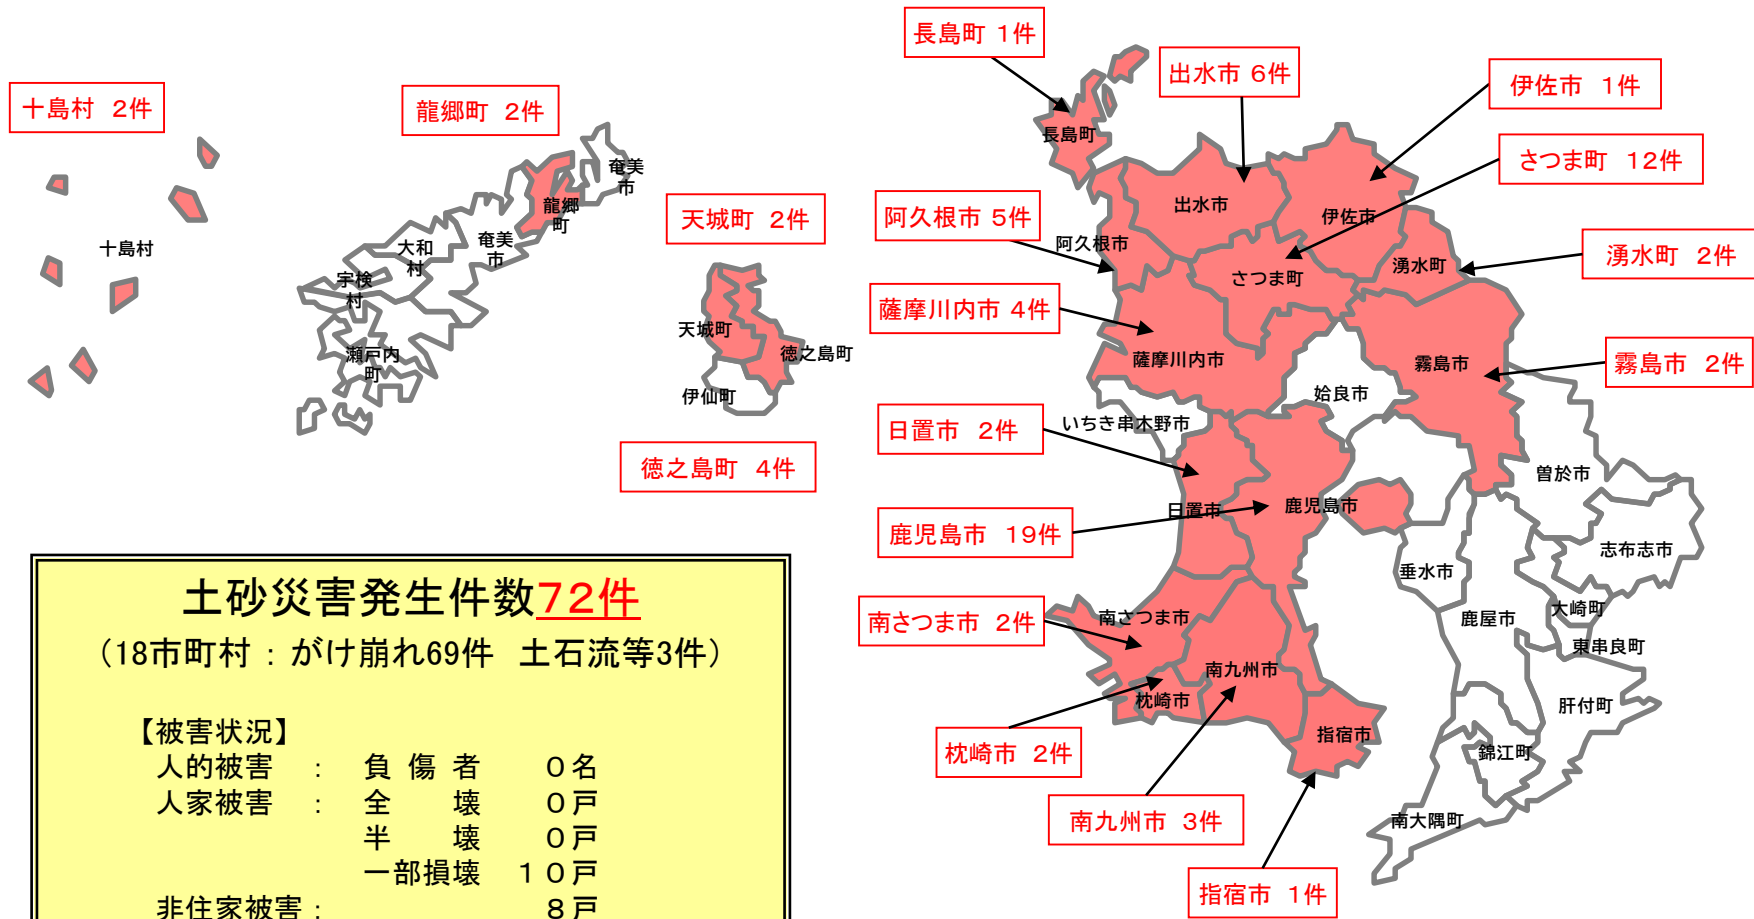 長島町 1件
出水市 6件
伊佐市 1件
十島村 2件
龍郷町 2件
さつま町 12件
天城町 2件
阿久根市 5件
湧水町 2件
薩摩川内市 4件
霧島市 2件
日置市 2件
徳之島町 4件
鹿児島市 19件
南さつま市 2件
枕崎市 2件
南九州市 3件
指宿市 1件
十島村
奄美
市
龍郷
町
奄美
市
大和
村
宇検
村
瀬戸内
町
天城町
徳之島町
伊仙町
長島町
出水市
伊佐市
阿久根市
さつま町
湧水町
薩摩川内市
霧島市
姶良市
いちき串木野市
曽於市
日置市
鹿児島市
志布志市
垂水市
大崎町
鹿屋市
南さつま市
東串良町
南九州市
枕崎市
肝付町
指宿市
錦江町
南大隅町
土砂災害発生件数72件
（18市町村：がけ崩れ69件 土石流等3件）
【被害状況】
人的被害 ： 負傷者 0名
人家被害 ： 全壊 0戸
半壊 0戸
一部損壊 10戸
非住家被害： 8戸